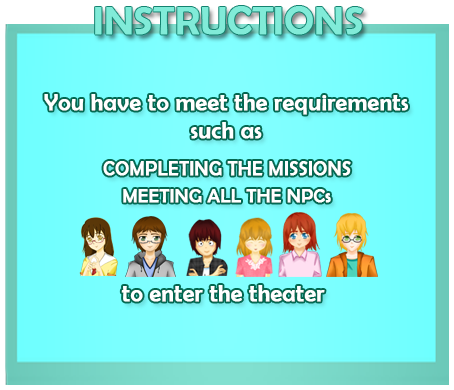 INSTRUCTIONS
You have to meet the requirements
such as
COMPLETING THE MISSIONS
MEETING ALL THE NPCs
to enter the theater